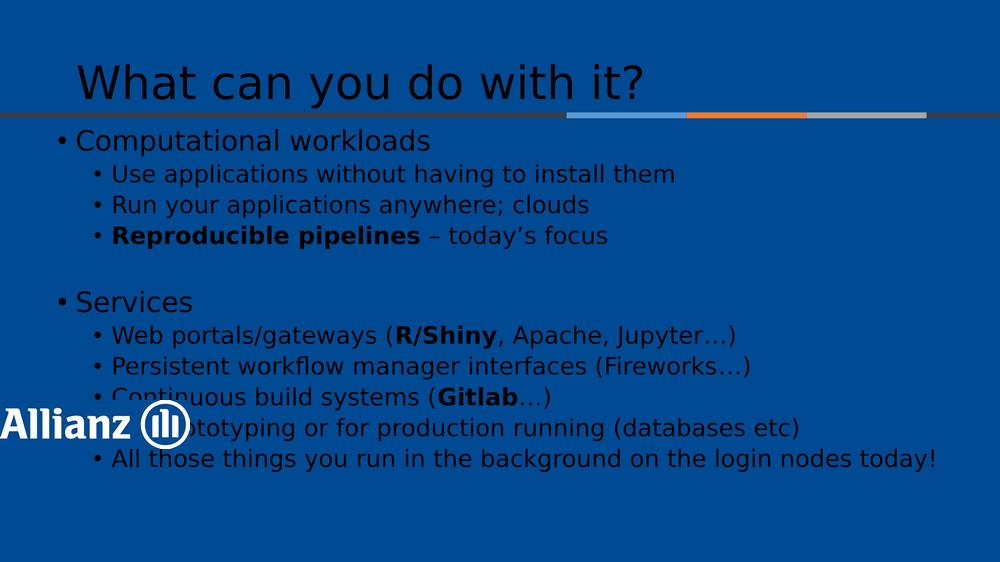 What can you do with it?
• Computational workloads
• Use applications without having to install them
• Run your applications anywhere; clouds
• Reproducible pipelines – today’s focus
• Services
• Web portals/gateways (R/Shiny, Apache, Jupyter…)
• Persistent workflow manager interfaces (Fireworks…)
• Continuous build systems (Gitlab…)
Allianz
or for production running (databases etc)
• All those things you run in the background on the login nodes today!